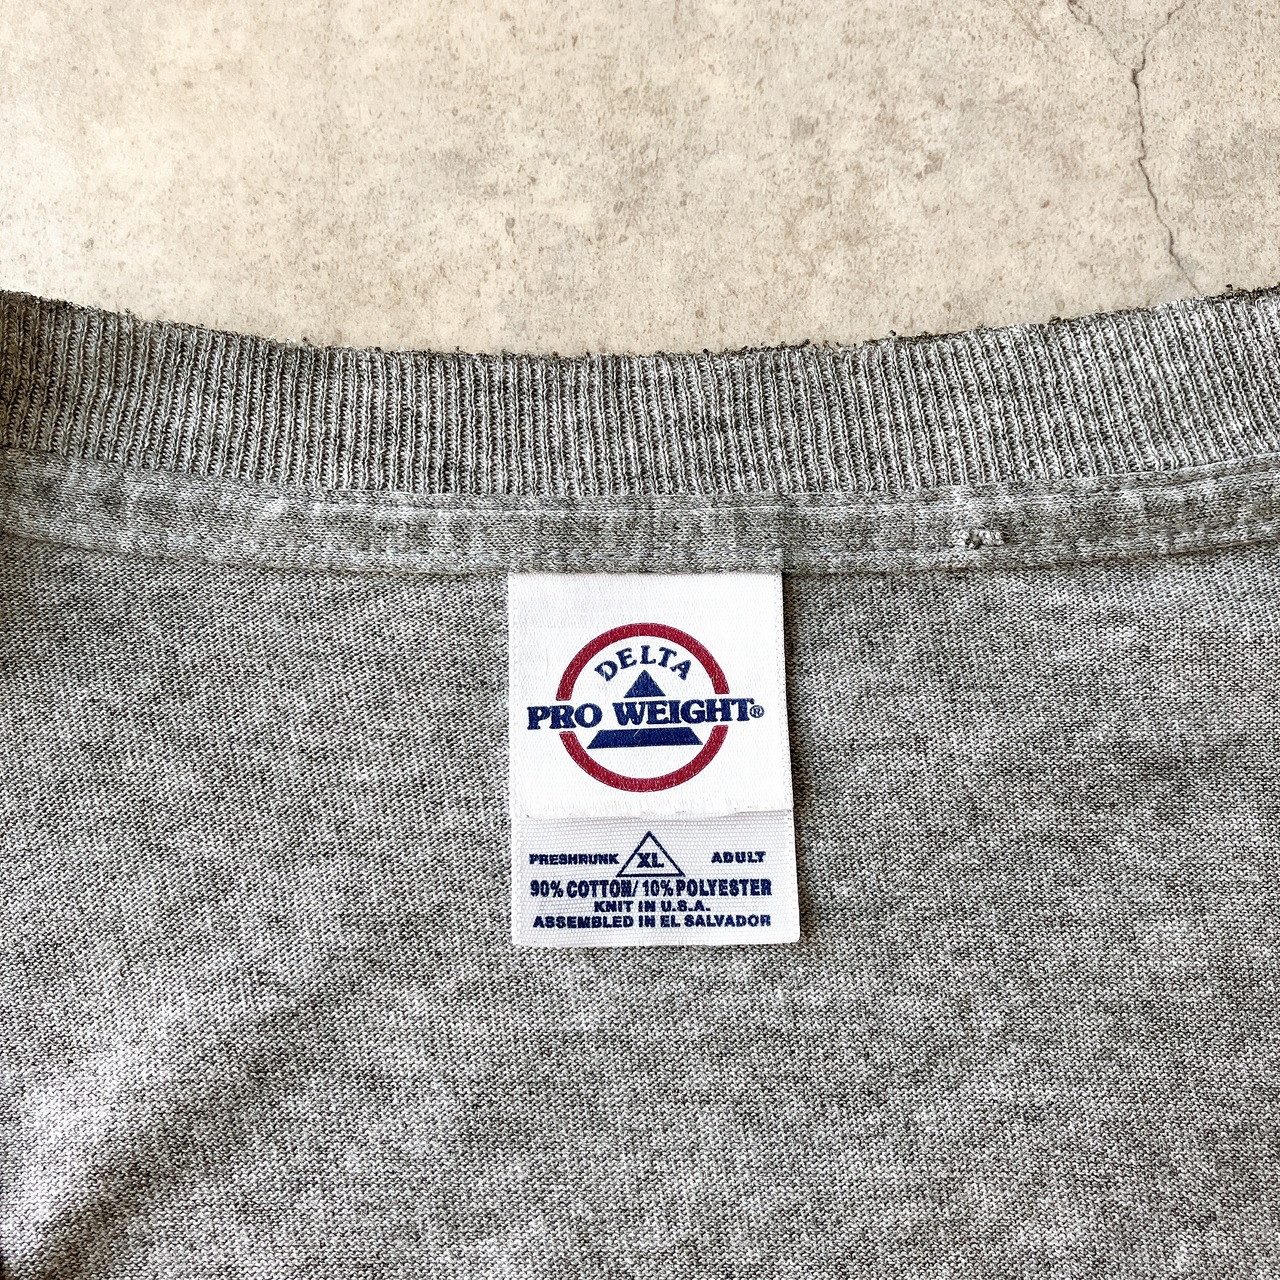 DELTA
PRO WEIGHT®
PRESHRUNK XL ADULT
90% COTTON/ 10% POLYESTER
KNIT IN U.S.A.
ASSEMBLED IN EL SALVADOR